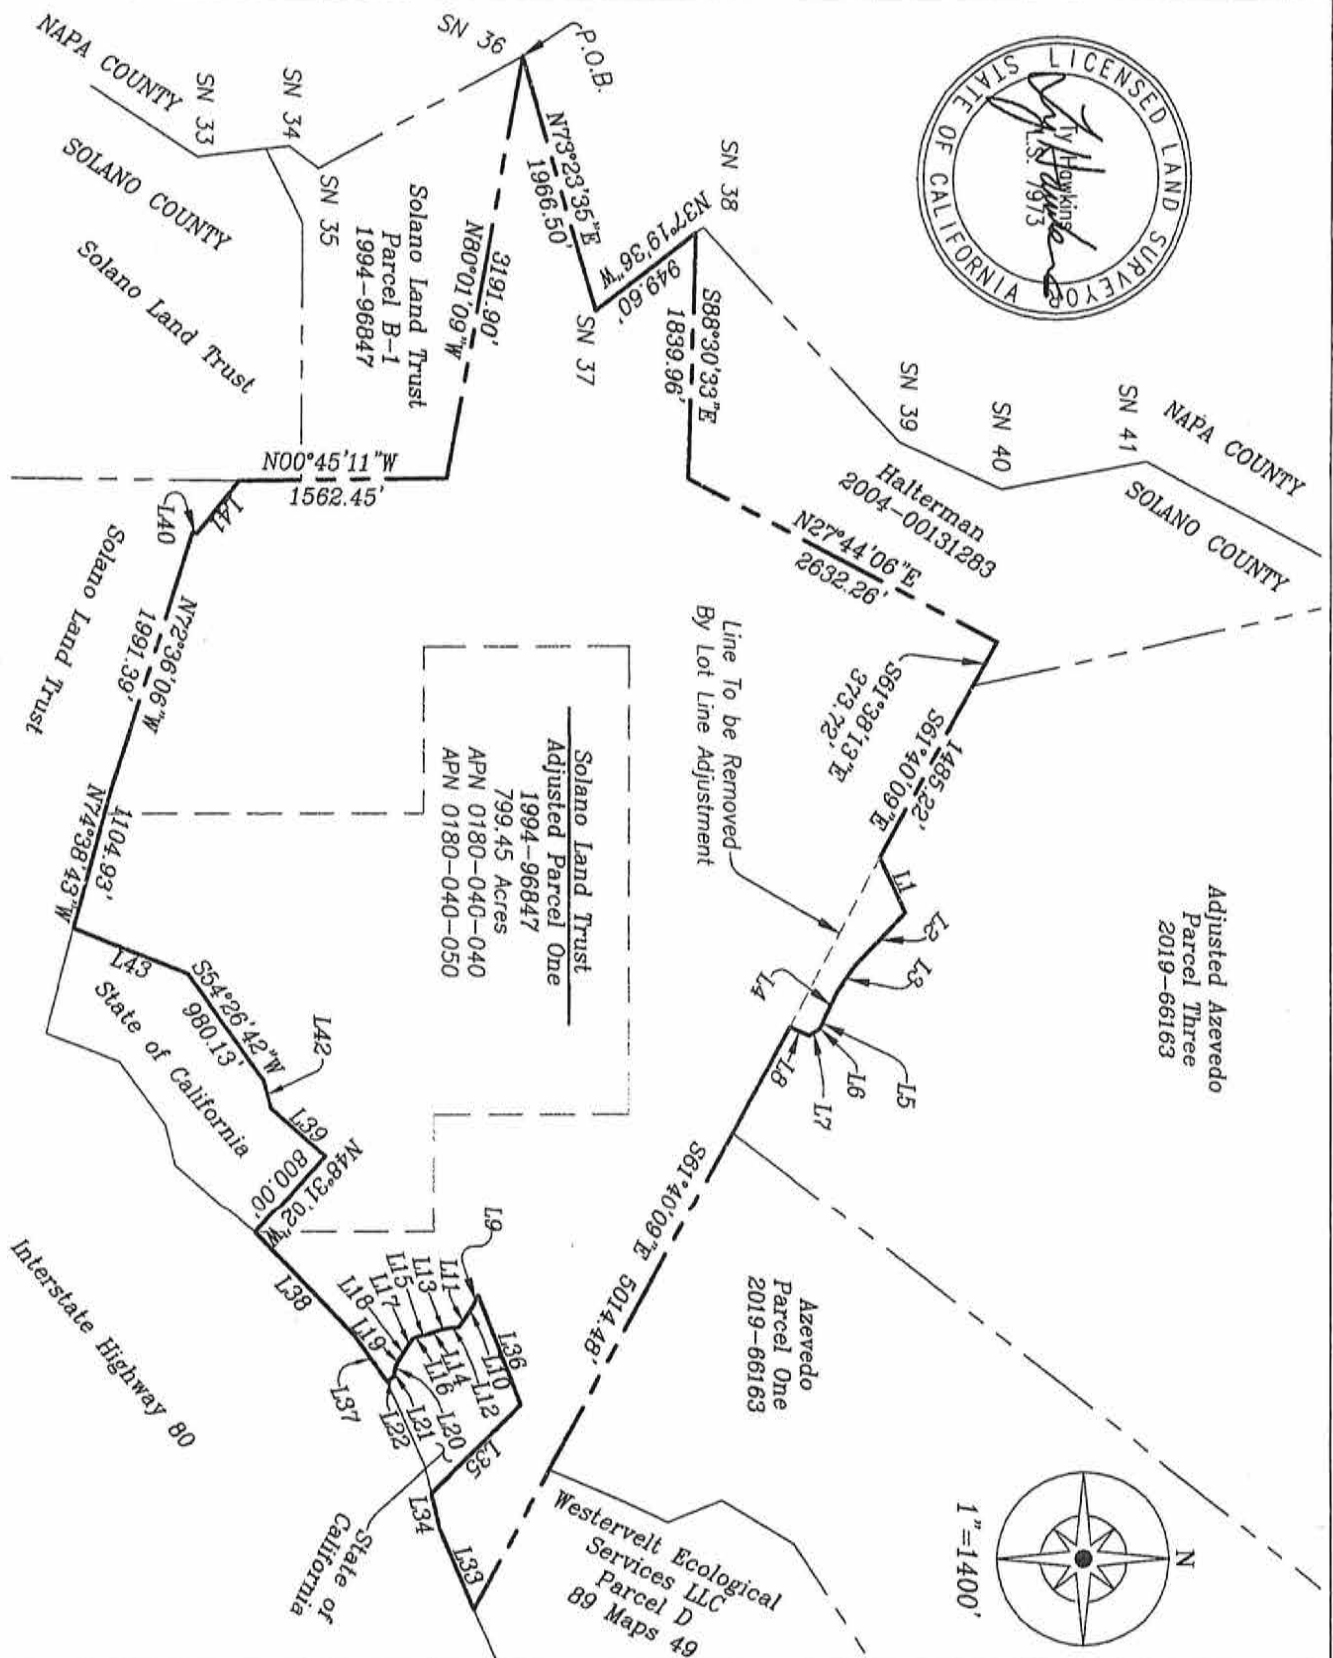 LICENSED LAND SURVEYOR
STATE OF CALIFORNIA
Ty Hawkins
L.S. 7973
NAPA COUNTY
SOLANO COUNTY
SN 33
SN 34
SN 35
SN 36
P.O.B.
SN 37
SN 38
SN 39
SN 40
SN 41
NAPA COUNTY
SOLANO COUNTY
N73°23'35"E
1966.50'
N37°19'36"W
949.60'
S88°30'33"E
1839.96'
N27°44'06"E
2632.26'
Halterman
2004-00131283
S61°38'13"E
373.72'
1485.22'
S61°40'09"E
Line To be Removed
By Lot Line Adjustment
L1
L2
L3
L4
L5
L6
L7
L8
Adjusted Azevedo
Parcel Three
2019-66163
S61°40'09"E 5014.48'
Azevedo
Parcel One
2019-66163
N
1"=1400'
Westervelt Ecological
Services LLC
Parcel D
89 Maps 49
3191.90'
N80°01'09"W
Solano Land Trust
Parcel B-1
1994-96847
Solano Land Trust
N00°45'11"W
1562.45'
L41
L40
Solano Land Trust
N72°36'06"W
1991.39'
1104.93'
N74°38'43"W
Solano Land Trust
Adjusted Parcel One
1994-96847
799.45 Acres
APN 0180-040-040
APN 0180-040-050
L43
S54°26'42"W
980.13'
State of California
L42
L39
N48°31'02"W
800.00'
L38
L37
L9
L36
L10
L11
L12
L13
L14
L15
L16
L17
L18
L19
L20
L21
L22
L35
L34
L33
State of
California
Interstate Highway 80